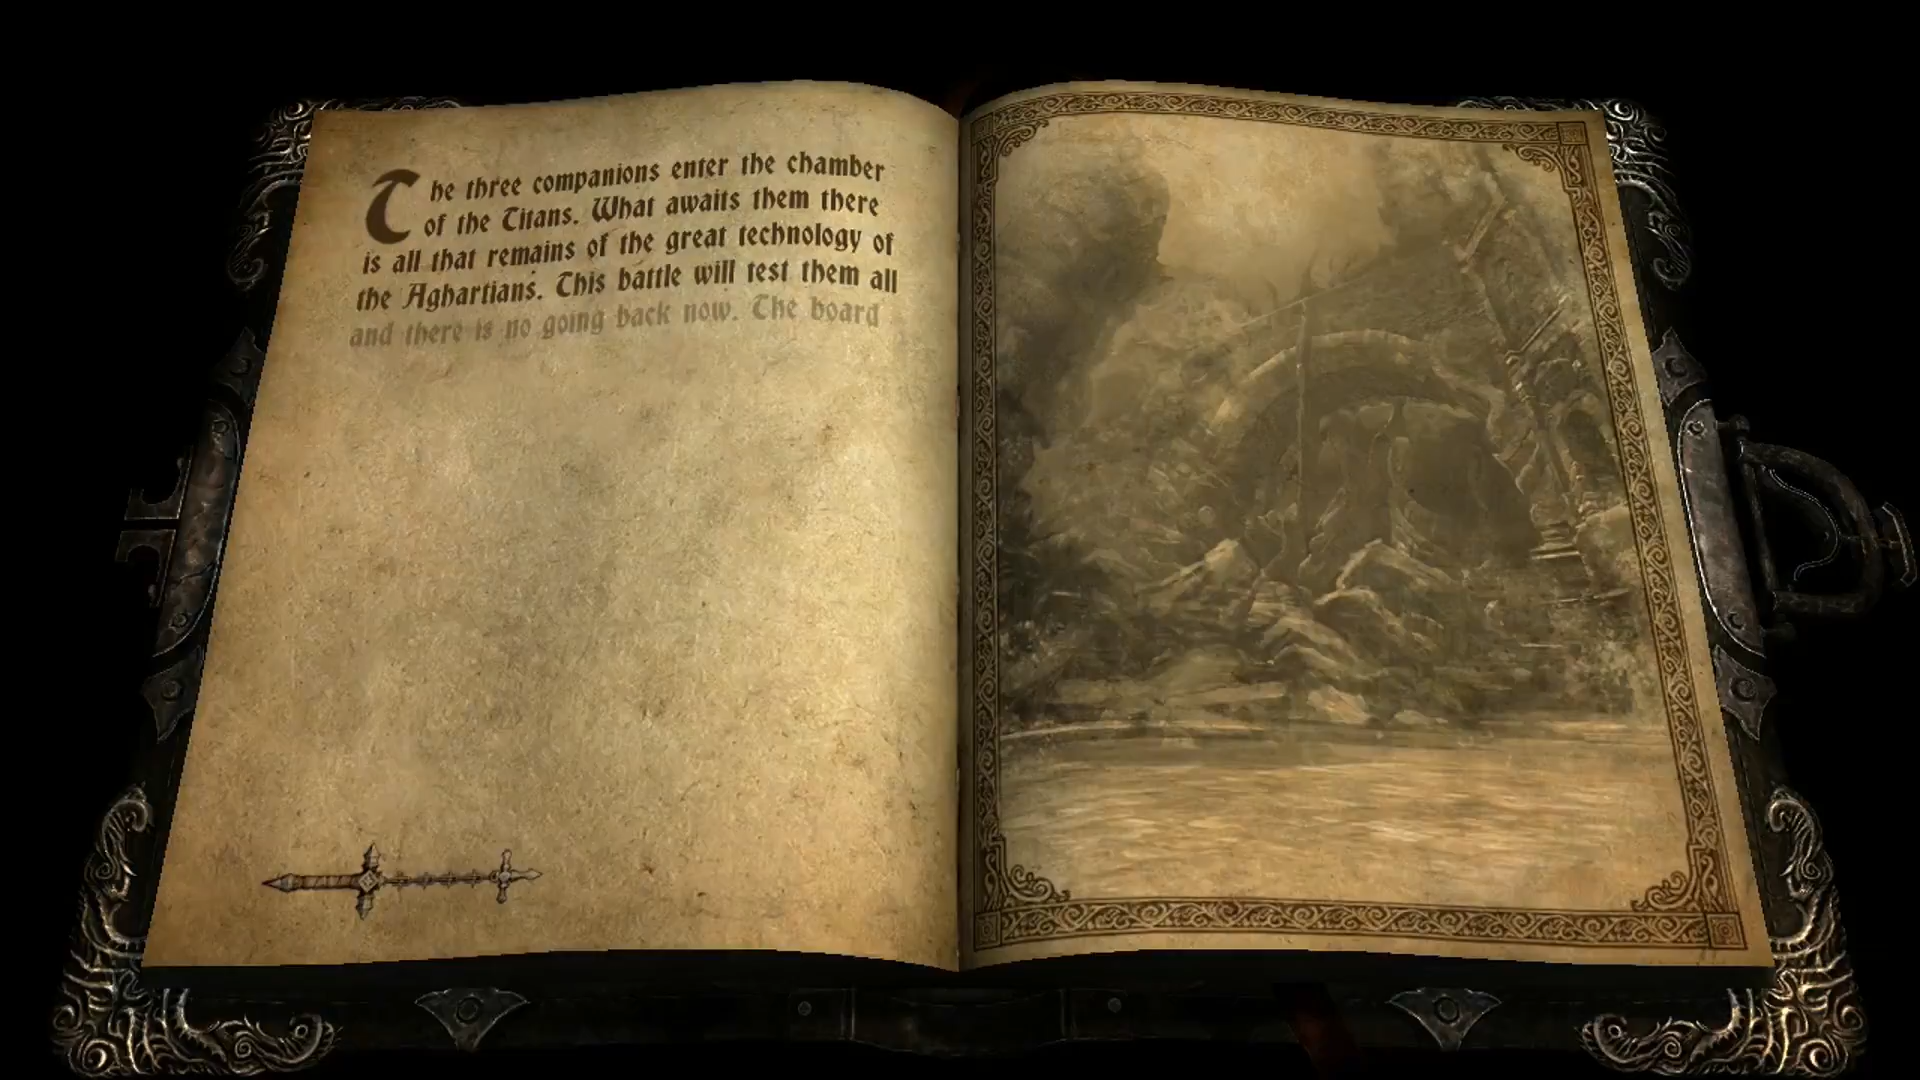 The three companions enter the chamber
of the Titans. What awaits them there
is all that remains of the great technology of
the Aghartians. This battle will test them all
and there is no going back now. The board